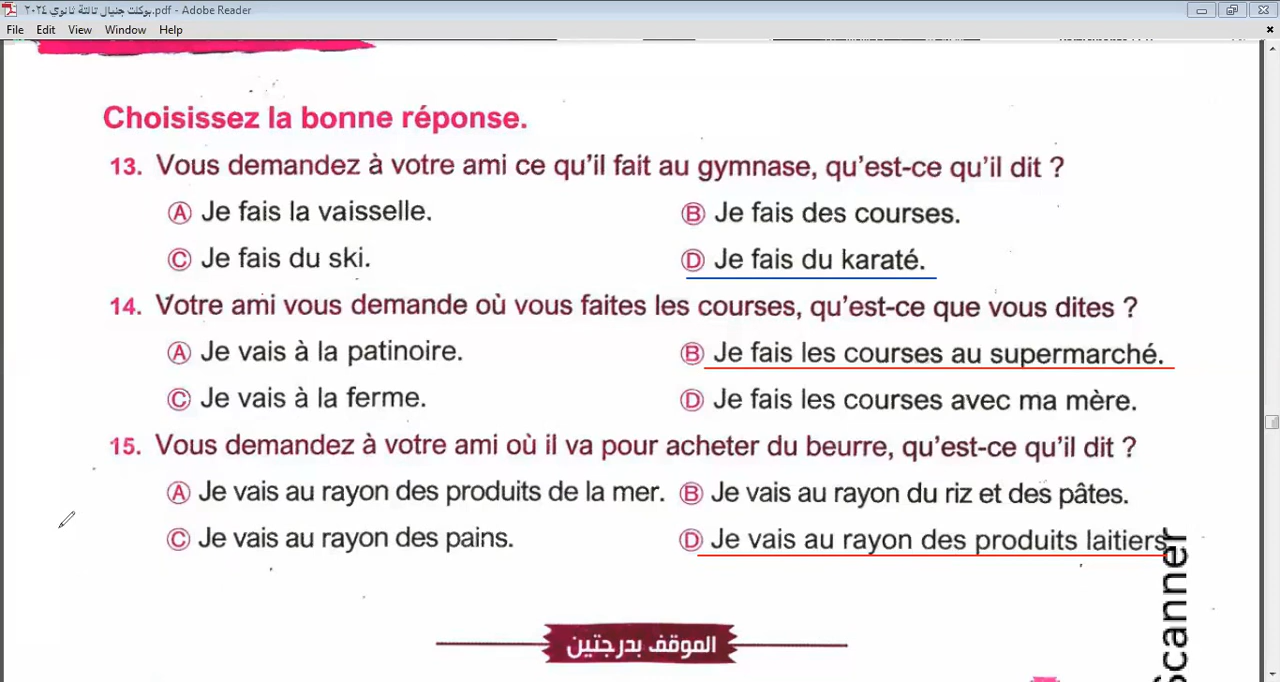 بوكلت جنيال تالتة ثانوي ٢٠٢٤.pdf - Adobe Reader
File Edit View Window Help
Choisissez la bonne réponse.
13. Vous demandez à votre ami ce qu'il fait au gymnase, qu'est-ce qu'il dit ?
A Je fais la vaisselle. B Je fais des courses.
C Je fais du ski. D Je fais du karaté.
14. Votre ami vous demande où vous faites les courses, qu'est-ce que vous dites ?
A Je vais à la patinoire. B Je fais les courses au supermarché.
C Je vais à la ferme. D Je fais les courses avec ma mère.
15. Vous demandez à votre ami où il va pour acheter du beurre, qu'est-ce qu'il dit ?
A Je vais au rayon des produits de la mer. B Je vais au rayon du riz et des pâtes.
C Je vais au rayon des pains. D Je vais au rayon des produits laitiers
الموقف بدرجتين
Scanner